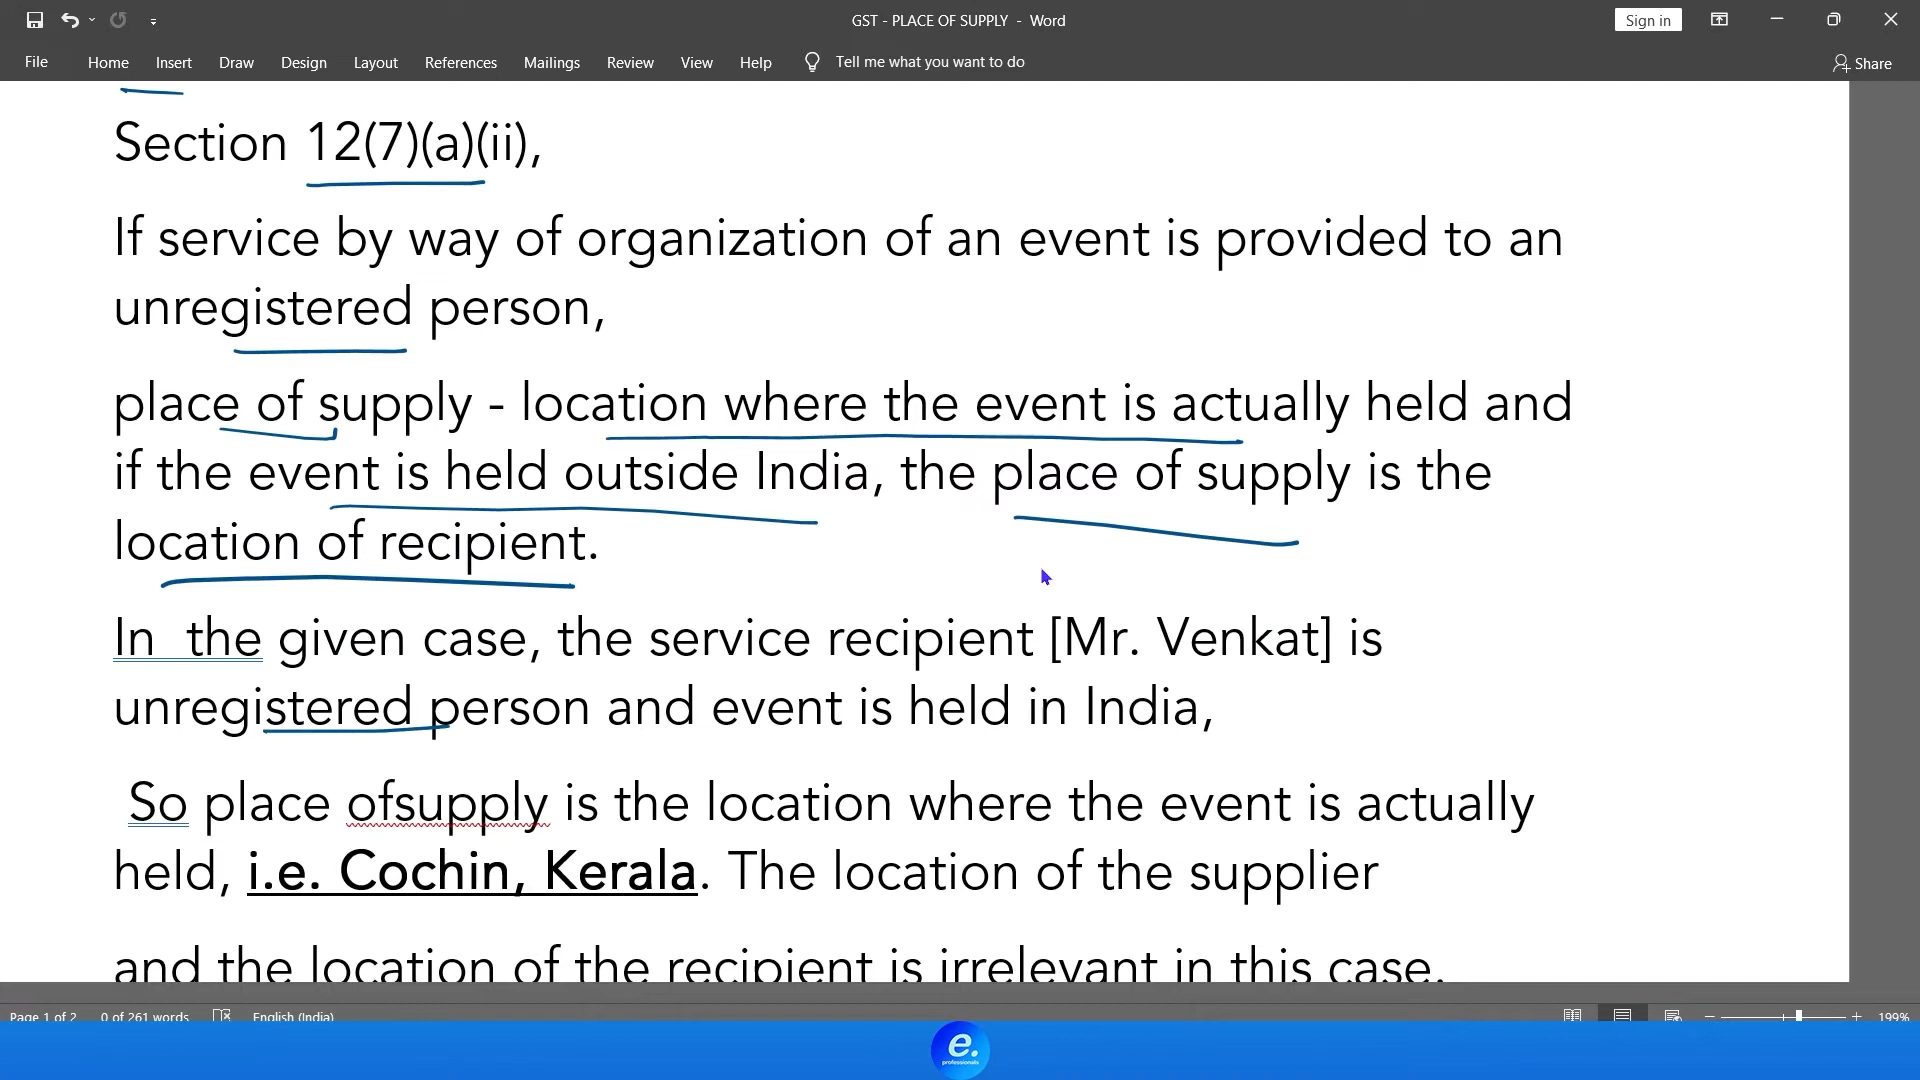 GST - PLACE OF SUPPLY - Word
Sign in
File Home Insert Draw Design Layout References Mailings Review View Help Tell me what you want to do
Share
Section 12(7)(a)(ii),
If service by way of organization of an event is provided to an
unregistered person,
place of supply - location where the event is actually held and
if the event is held outside India, the place of supply is the
location of recipient.
In  the given case, the service recipient [Mr. Venkat] is
unregistered person and event is held in India,
So place ofsupply is the location where the event is actually
held, i.e. Cochin, Kerala. The location of the supplier
and the location of the recipient is irrelevant in this case.
Page 1 of 2 0 of 261 words English (India) 199%
e.
professionals